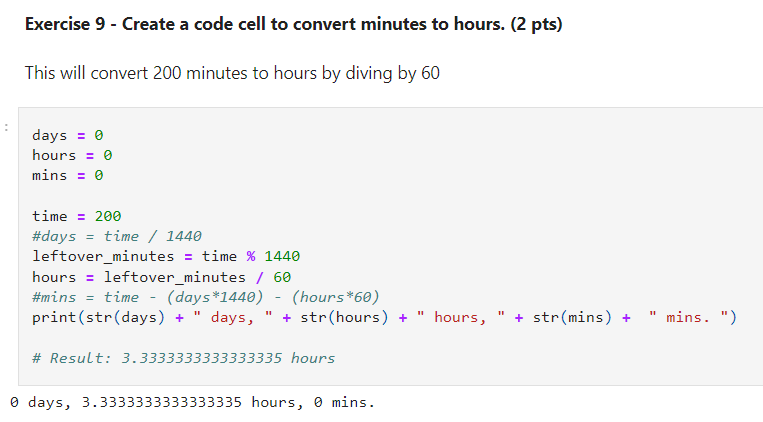 Exercise 9 - Create a code cell to convert minutes to hours. (2 pts)
This will convert 200 minutes to hours by diving by 60
:
days = 0
hours = 0
mins = 0
time = 200
#days = time / 1440
leftover_minutes = time % 1440
hours = leftover_minutes / 60
#mins = time - (days*1440) - (hours*60)
print(str(days) + " days, " + str(hours) + " hours, " + str(mins) +  " mins. ")
# Result: 3.3333333333333335 hours
0 days, 3.3333333333333335 hours, 0 mins.